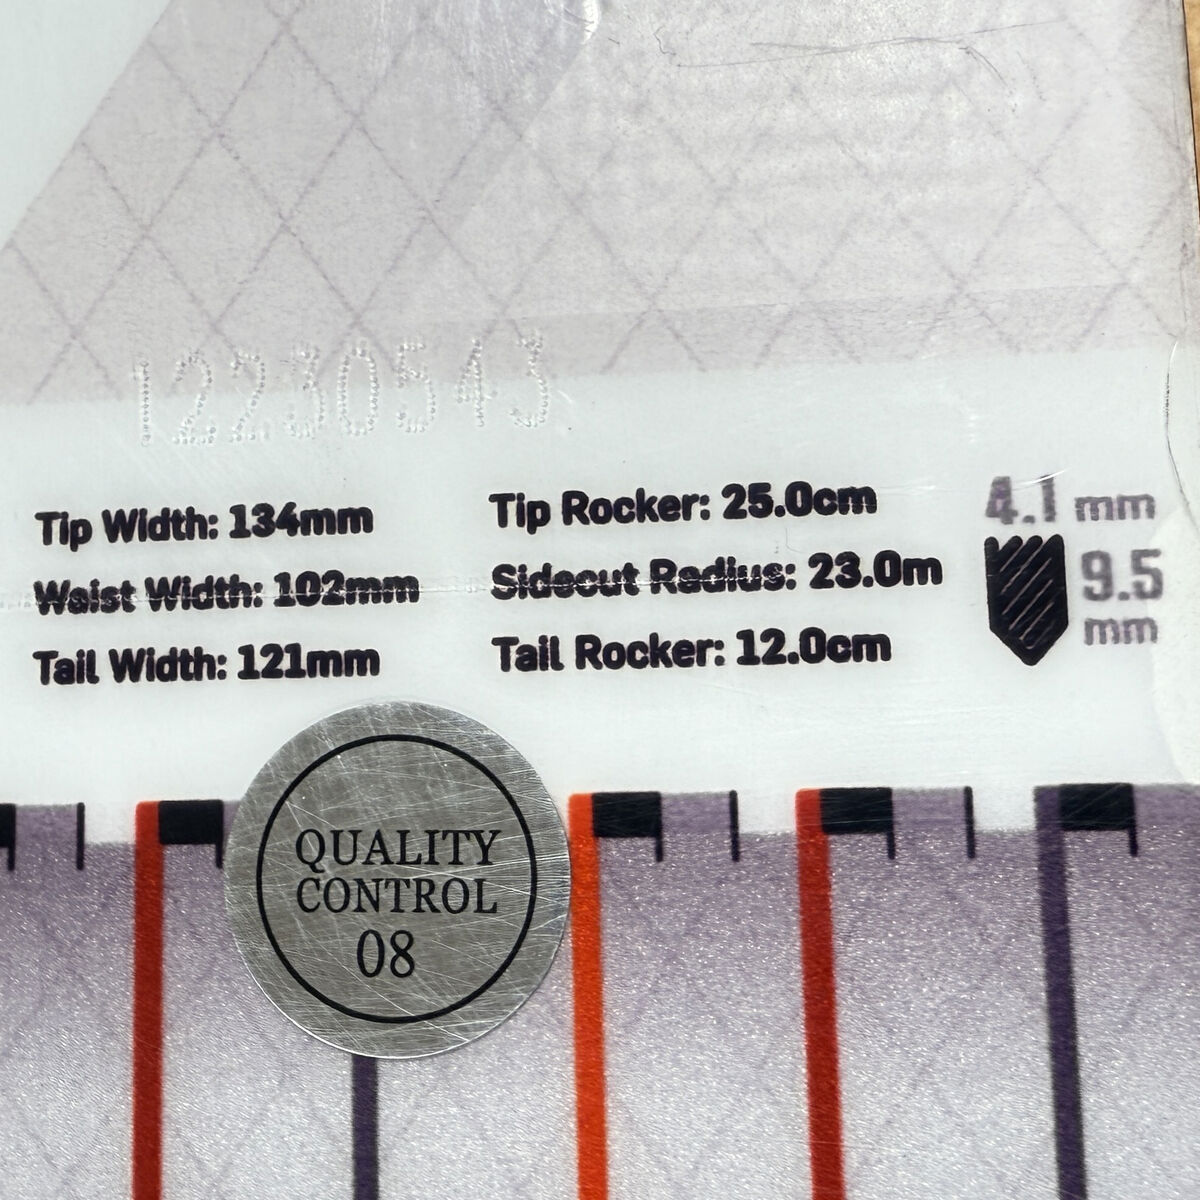 12230543
Tip Width: 134mm
Waist Width: 102mm
Tail Width: 121mm
Tip Rocker: 25.0cm
Sidecut Radius: 23.0m
Tail Rocker: 12.0cm
4.1 mm
9.5
mm
QUALITY
CONTROL
08